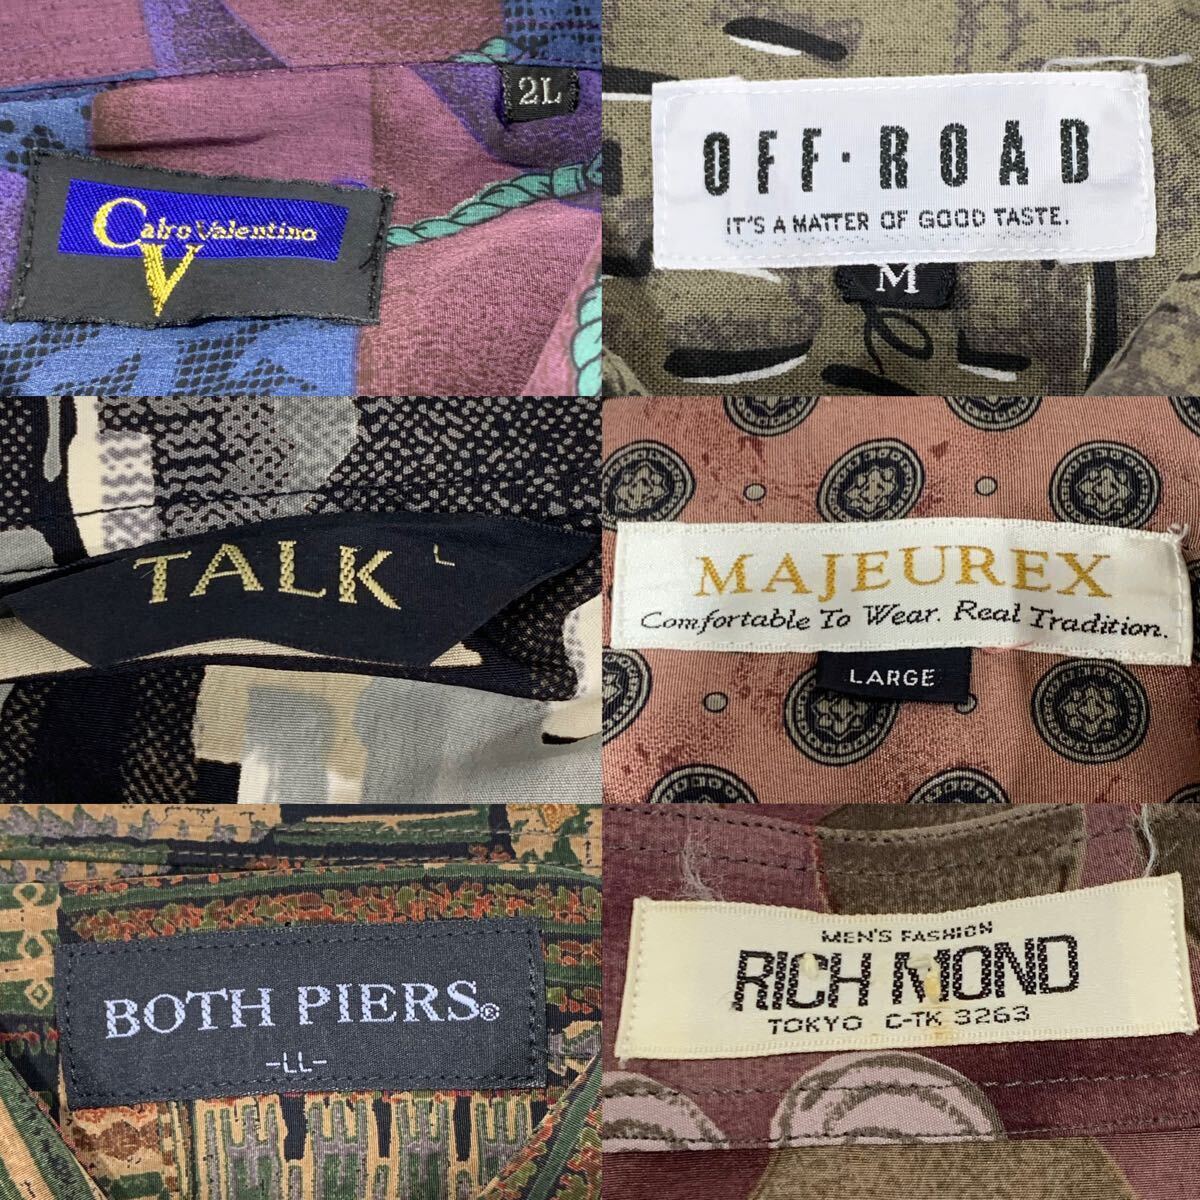 2L
Calro Valentino
V
OFF·ROAD
IT'S A MATTER OF GOOD TASTE.
M
TALK L
MAJEUREX
Comfortable To Wear. Real Tradition.
LARGE
BOTH PIERS®
-LL-
MEN'S FASHION
RICH MOND
TOKYO C-TK 3263